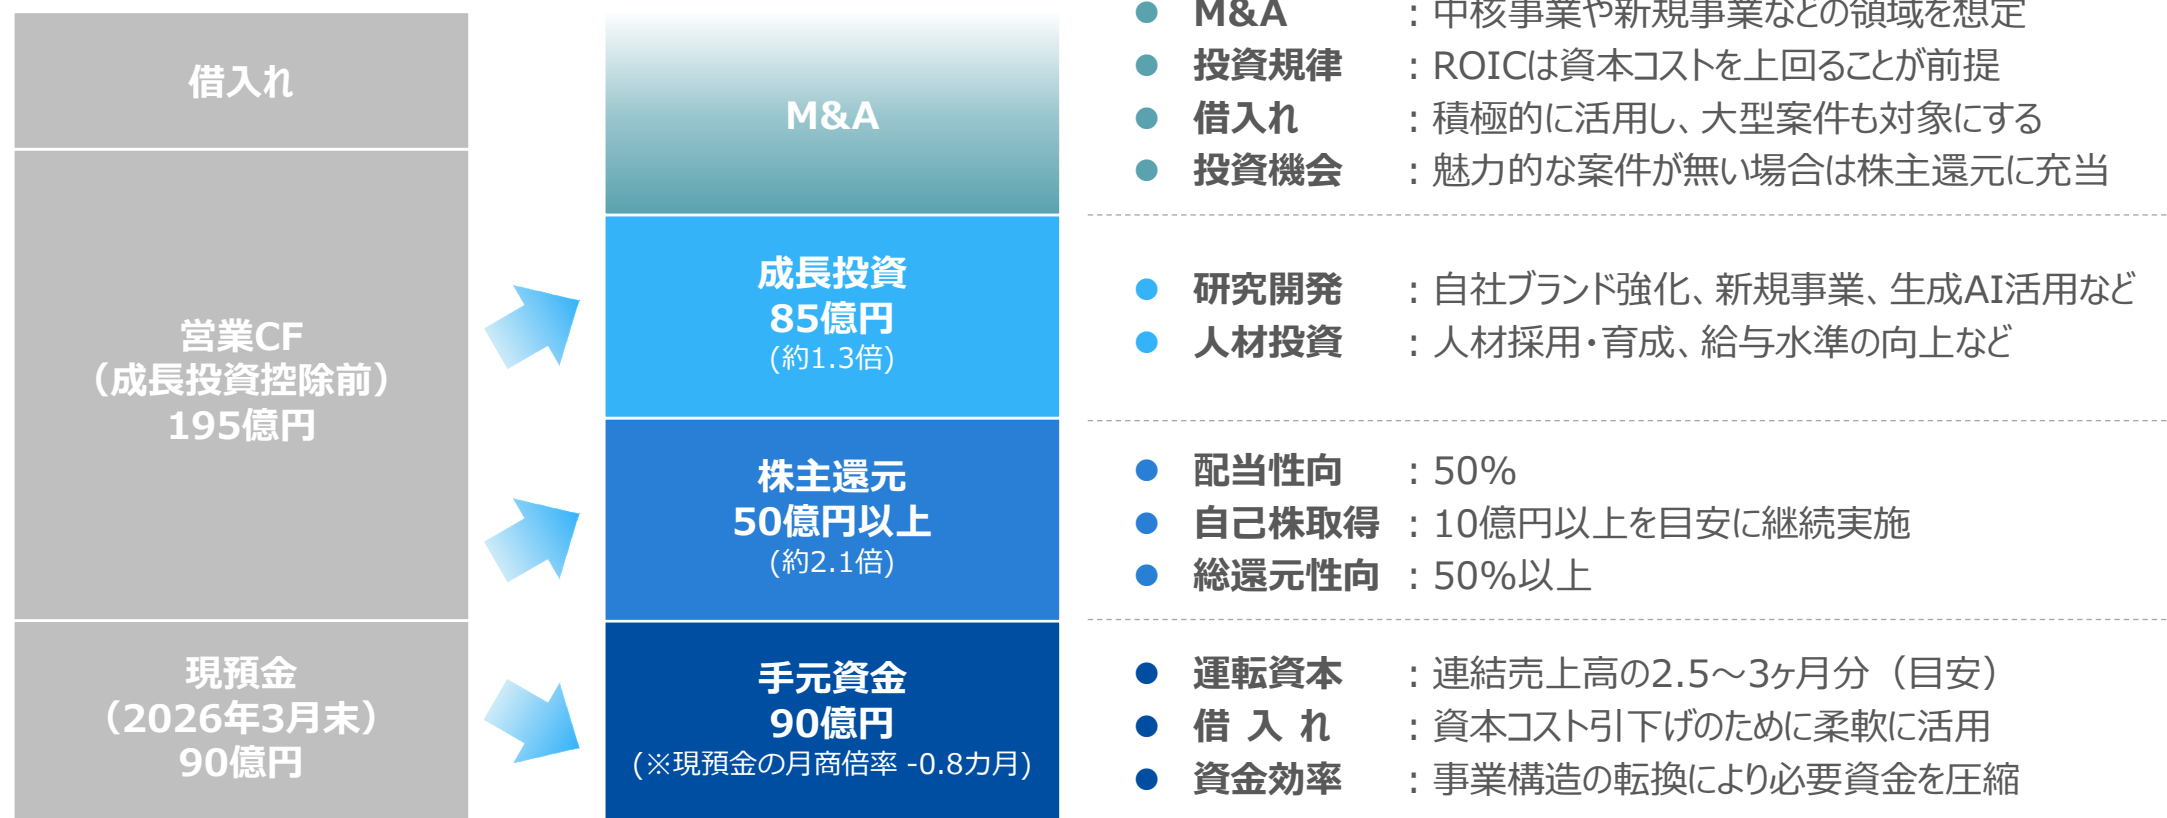 借入れ
営業CF
（成長投資控除前）
195億円
現預金
（2026年3月末）
90億円
M&A
成長投資
85億円
(約1.3倍)
株主還元
50億円以上
(約2.1倍)
手元資金
90億円
(※現預金の月商倍率 -0.8カ月)
● M&A ：中核事業や新規事業などの領域を想定
● 投資規律 ：ROICは資本コストを上回ることが前提
● 借入れ ：積極的に活用し、大型案件も対象にする
● 投資機会 ：魅力的な案件が無い場合は株主還元に充当
● 研究開発 ：自社ブランド強化、新規事業、生成AI活用など
● 人材投資 ：人材採用・育成、給与水準の向上など
● 配当性向 ：50%
● 自己株取得 ：10億円以上を目安に継続実施
● 総還元性向 ：50%以上
● 運転資本 ：連結売上高の2.5～3ヶ月分（目安）
● 借 入 れ ：資本コスト引下げのために柔軟に活用
● 資金効率 ：事業構造の転換により必要資金を圧縮